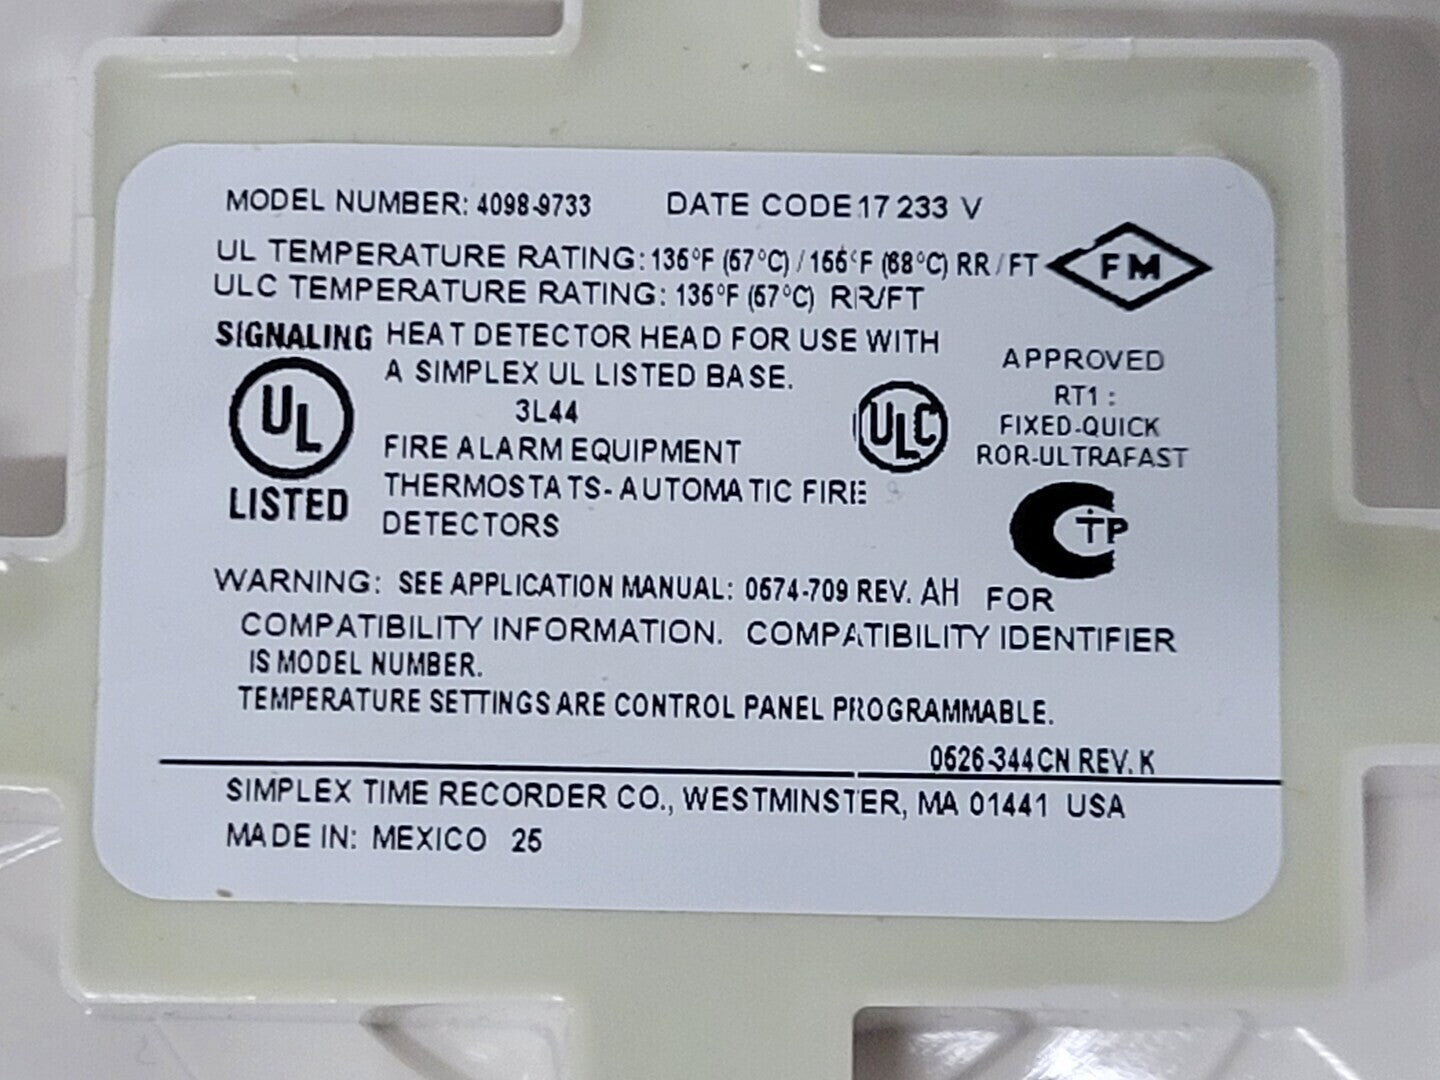 MODEL NUMBER: 4098-9733 DATE CODE 17 233 V
UL TEMPERATURE RATING: 135°F (57°C) / 155°F (68°C) RR/FT
FM
ULC TEMPERATURE RATING: 135°F (57°C) RR/FT
SIGNALING HEAT DETECTOR HEAD FOR USE WITH
A SIMPLEX UL LISTED BASE.
APPROVED
UL
3L44
ULC
RT1 :
FIXED-QUICK
FIRE ALARM EQUIPMENT
ROR-ULTRAFAST
LISTED
THERMOSTATS- AUTOMATIC FIRE
DETECTORS
CTP
WARNING: SEE APPLICATION MANUAL: 0574-709 REV. AH FOR
COMPATIBILITY INFORMATION. COMPATIBILITY IDENTIFIER
IS MODEL NUMBER.
TEMPERATURE SETTINGS ARE CONTROL PANEL PROGRAMMABLE.
0526-344CN REV. K
SIMPLEX TIME RECORDER CO., WESTMINSTER, MA 01441 USA
MADE IN: MEXICO 25